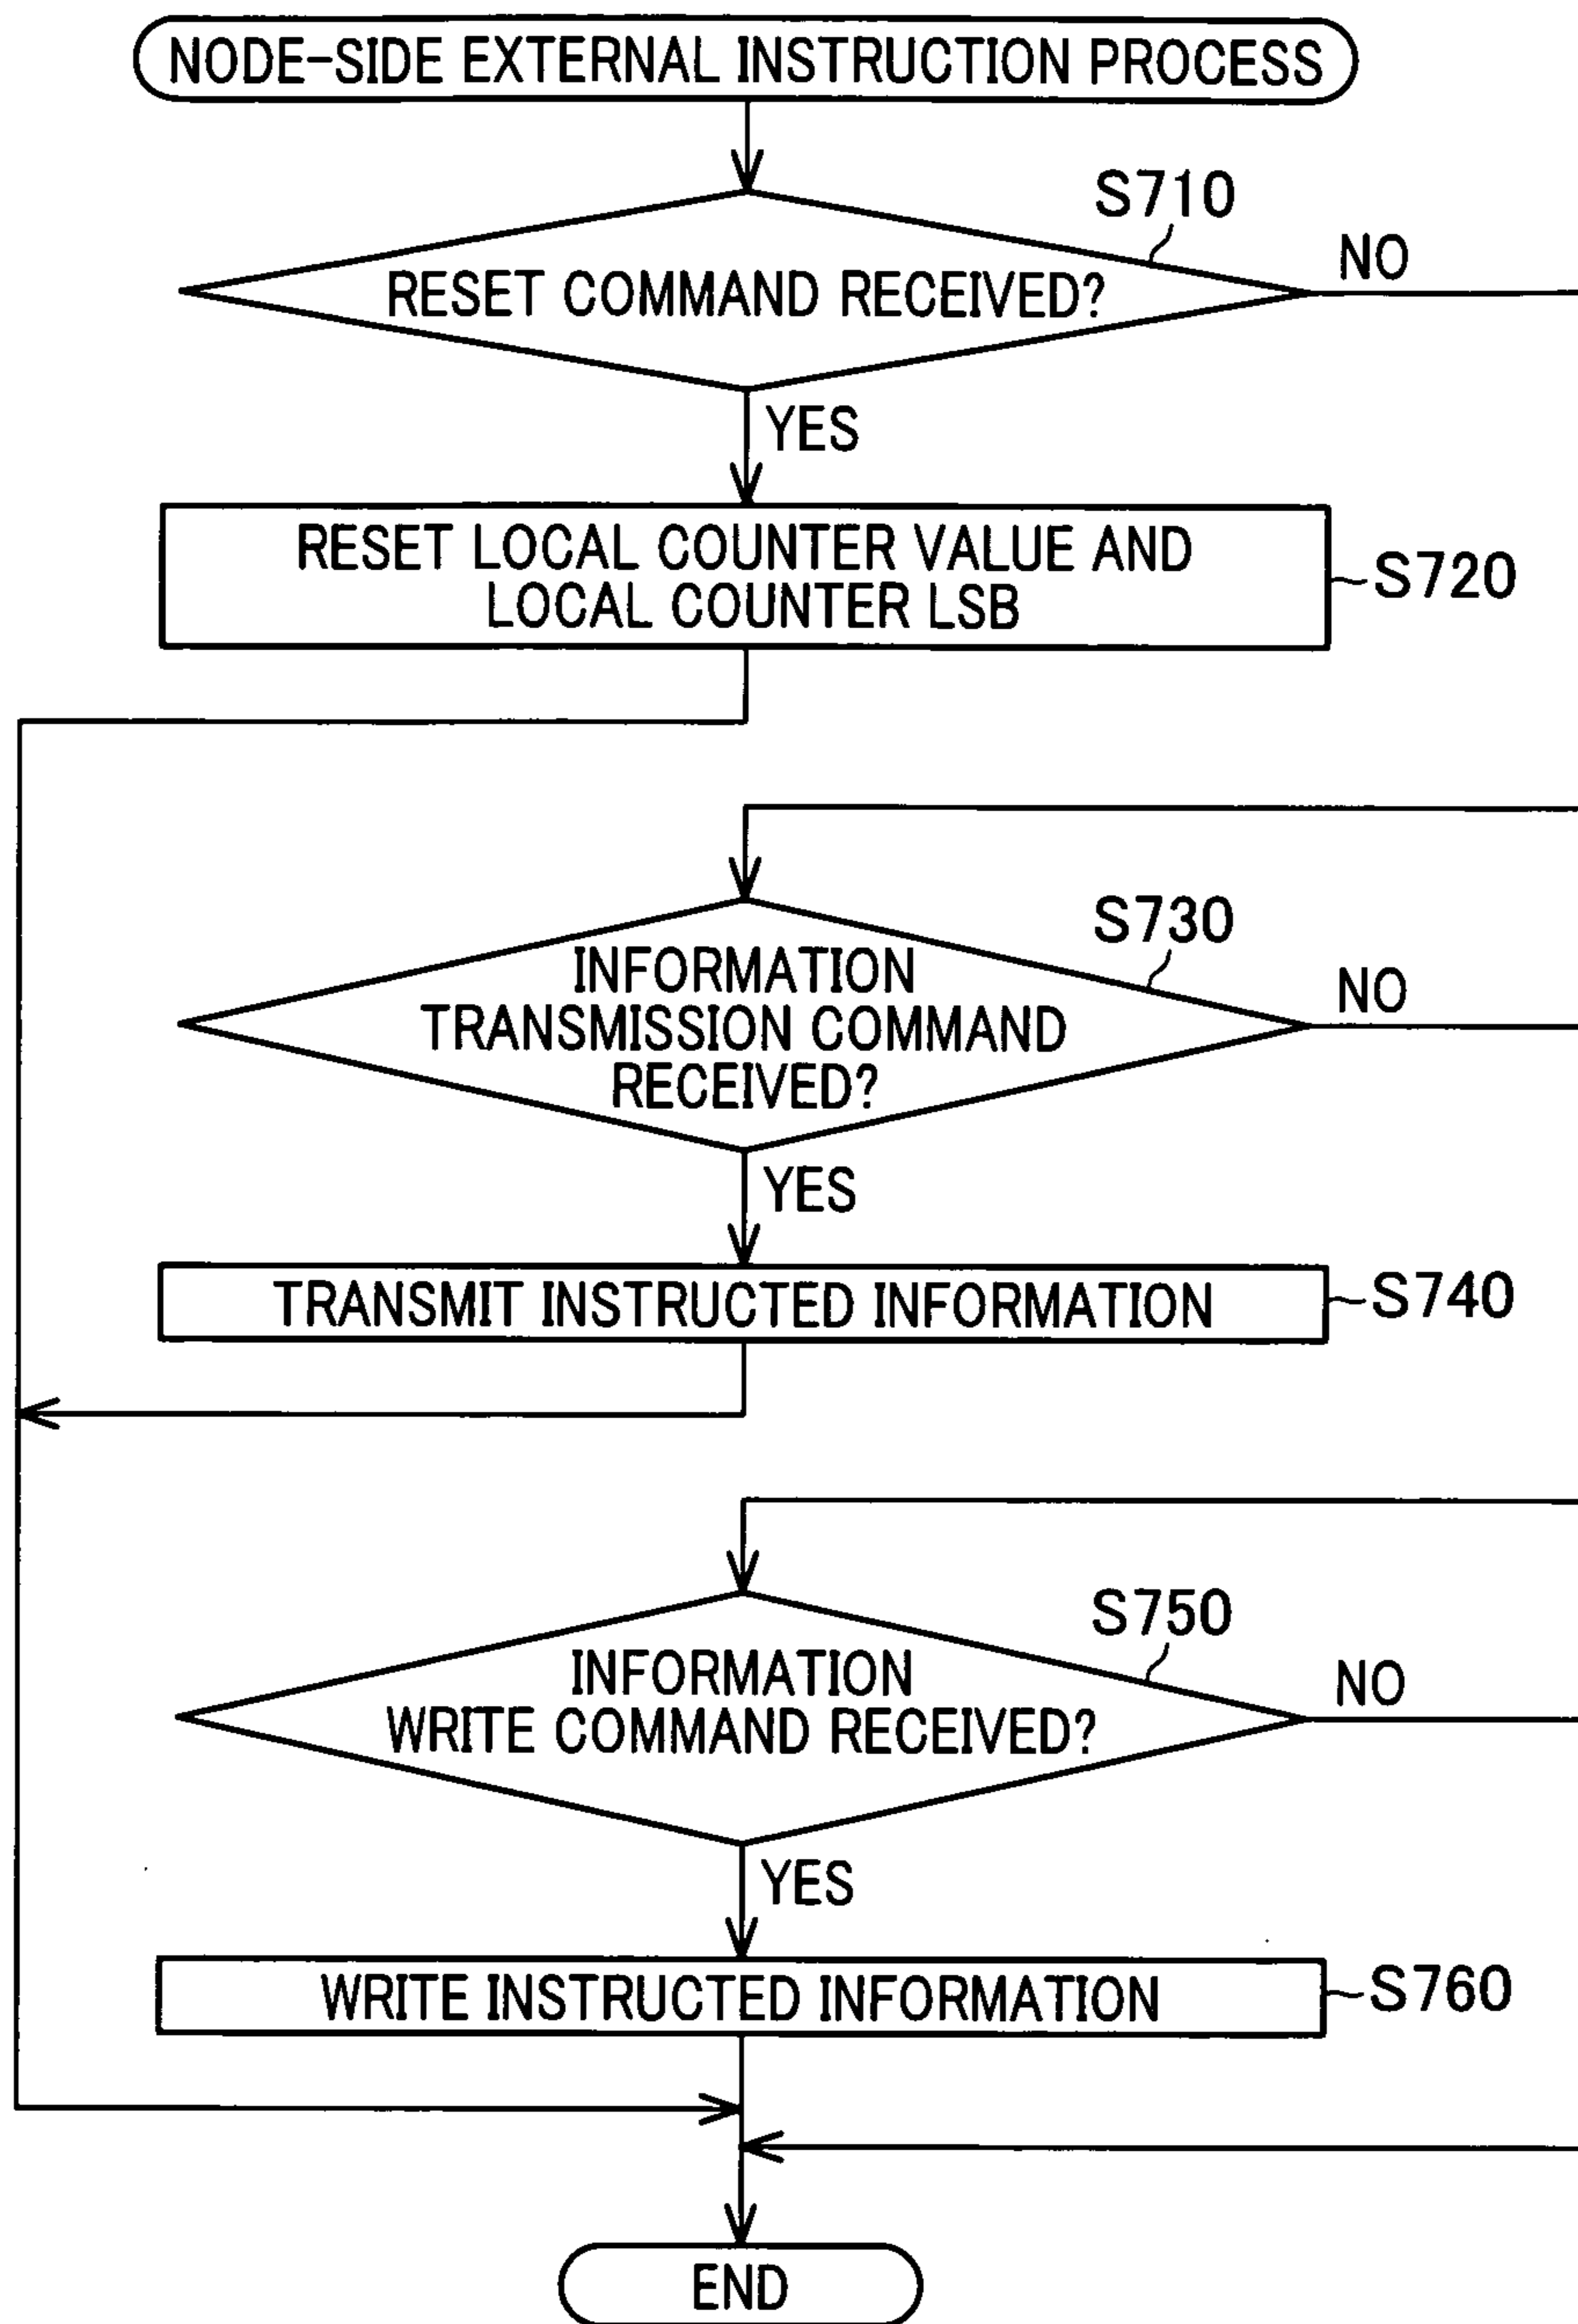 NODE-SIDE EXTERNAL INSTRUCTION PROCESS
S710
RESET COMMAND RECEIVED?
NO
YES
RESET LOCAL COUNTER VALUE AND
LOCAL COUNTER LSB
S720
S730
INFORMATION
TRANSMISSION COMMAND
RECEIVED?
NO
YES
TRANSMIT INSTRUCTED INFORMATION
S740
S750
INFORMATION
WRITE COMMAND RECEIVED?
NO
YES
WRITE INSTRUCTED INFORMATION
S760
END